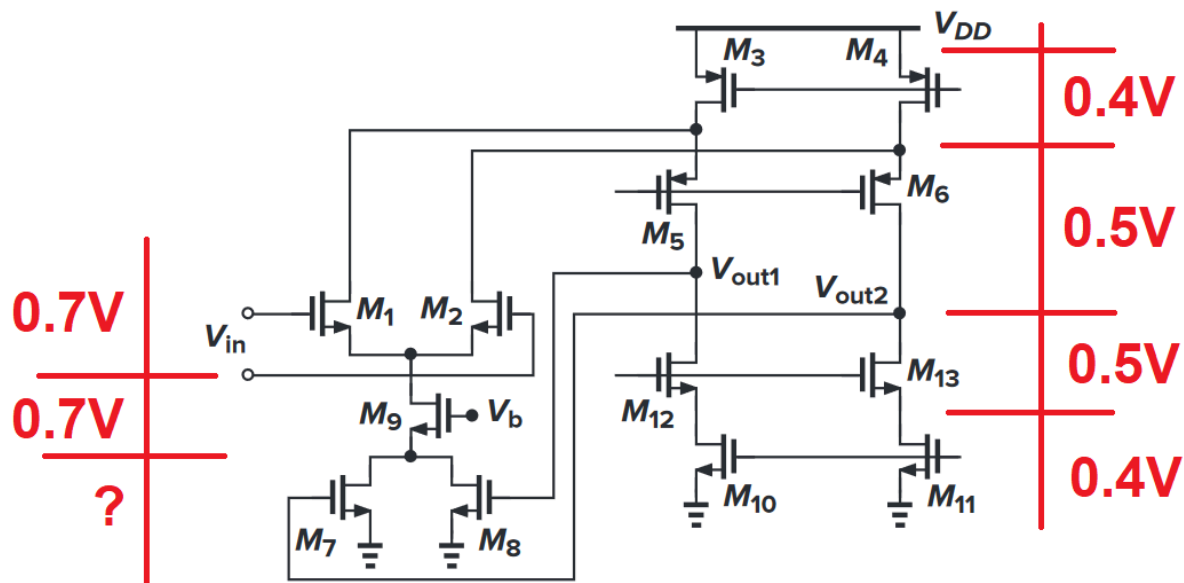 V_DD
M_3
M_4
0.4V
M_6
M_5
0.5V
V_out1
V_out2
0.7V
M_1
M_2
V_in
0.5V
M_13
0.7V
M_9
V_b
M_12
?
M_7
M_8
M_10
M_11
0.4V